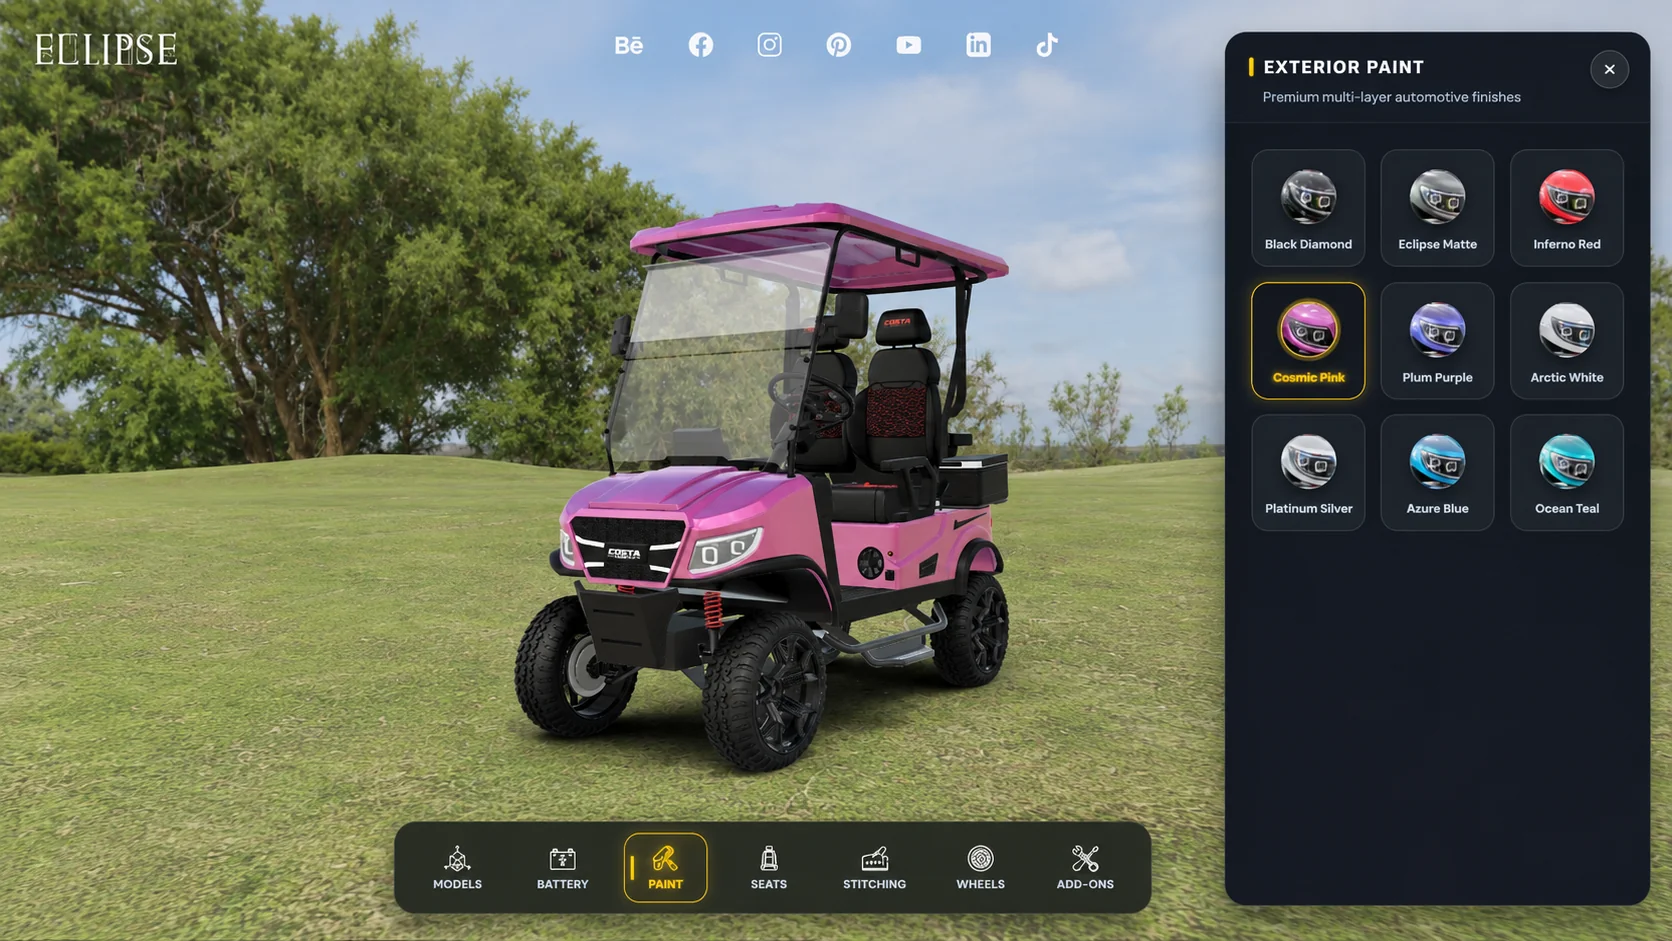 ECLIPSE
Bē
EXTERIOR PAINT
Premium multi-layer automotive finishes
Black Diamond
Eclipse Matte
Inferno Red
Cosmic Pink
Plum Purple
Arctic White
Platinum Silver
Azure Blue
Ocean Teal
COSTA
COSTA
MODELS
BATTERY
PAINT
SEATS
STITCHING
WHEELS
ADD-ONS